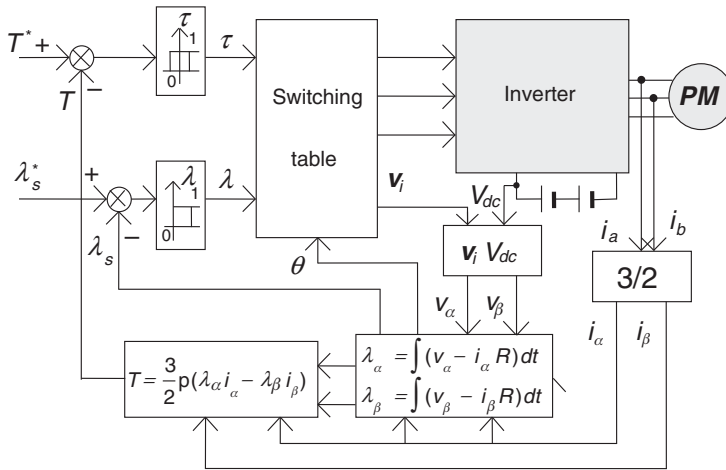 T* +
−
T
τ
1
0
τ
Switching
table
Inverter
PM
λ*s
+
−
λs
λ
1
0
λ
θ
vi
Vdc
vi Vdc
vα
vβ
ia
ib
3/2
iα
iβ
T = 3/2 p(λα iα − λβ iβ)
λα = ∫(vα − iα R)dt
λβ = ∫(vβ − iβ R)dt